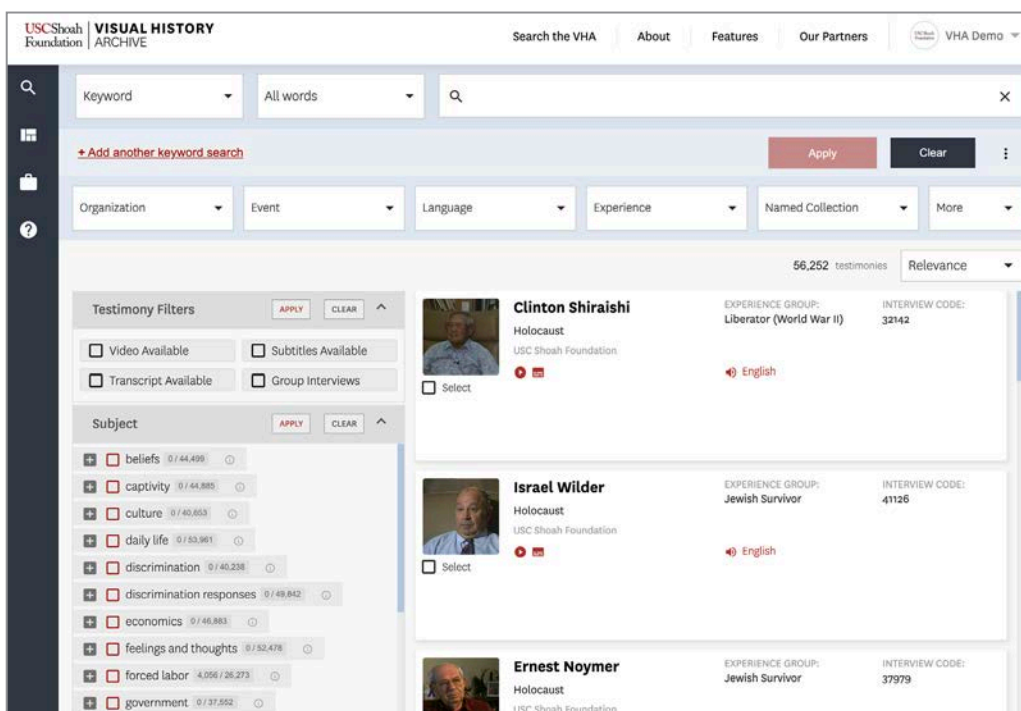 USCShoah Foundation | VISUAL HISTORY ARCHIVE
Search the VHA
About
Features
Our Partners
VHA Demo
Keyword
All words
+ Add another keyword search
Apply
Clear
Organization
Event
Language
Experience
Named Collection
More
56,252 testimonies
Relevance
Testimony Filters
APPLY
CLEAR
Video Available
Subtitles Available
Transcript Available
Group Interviews
Subject
APPLY
CLEAR
beliefs 0 / 44,499
captivity 0 / 44,885
culture 0 / 40,653
daily life 0 / 53,961
discrimination 0 / 40,238
discrimination responses 0 / 49,842
economics 0 / 46,883
feelings and thoughts 0 / 52,478
forced labor 4,056 / 26,273
government 0 / 37,552
Clinton Shiraishi
Holocaust
USC Shoah Foundation
Select
EXPERIENCE GROUP:
Liberator (World War II)
English
INTERVIEW CODE:
32142
Israel Wilder
Holocaust
USC Shoah Foundation
Select
EXPERIENCE GROUP:
Jewish Survivor
English
INTERVIEW CODE:
41126
Ernest Noymer
Holocaust
USC Shoah Foundation
EXPERIENCE GROUP:
Jewish Survivor
INTERVIEW CODE:
37979